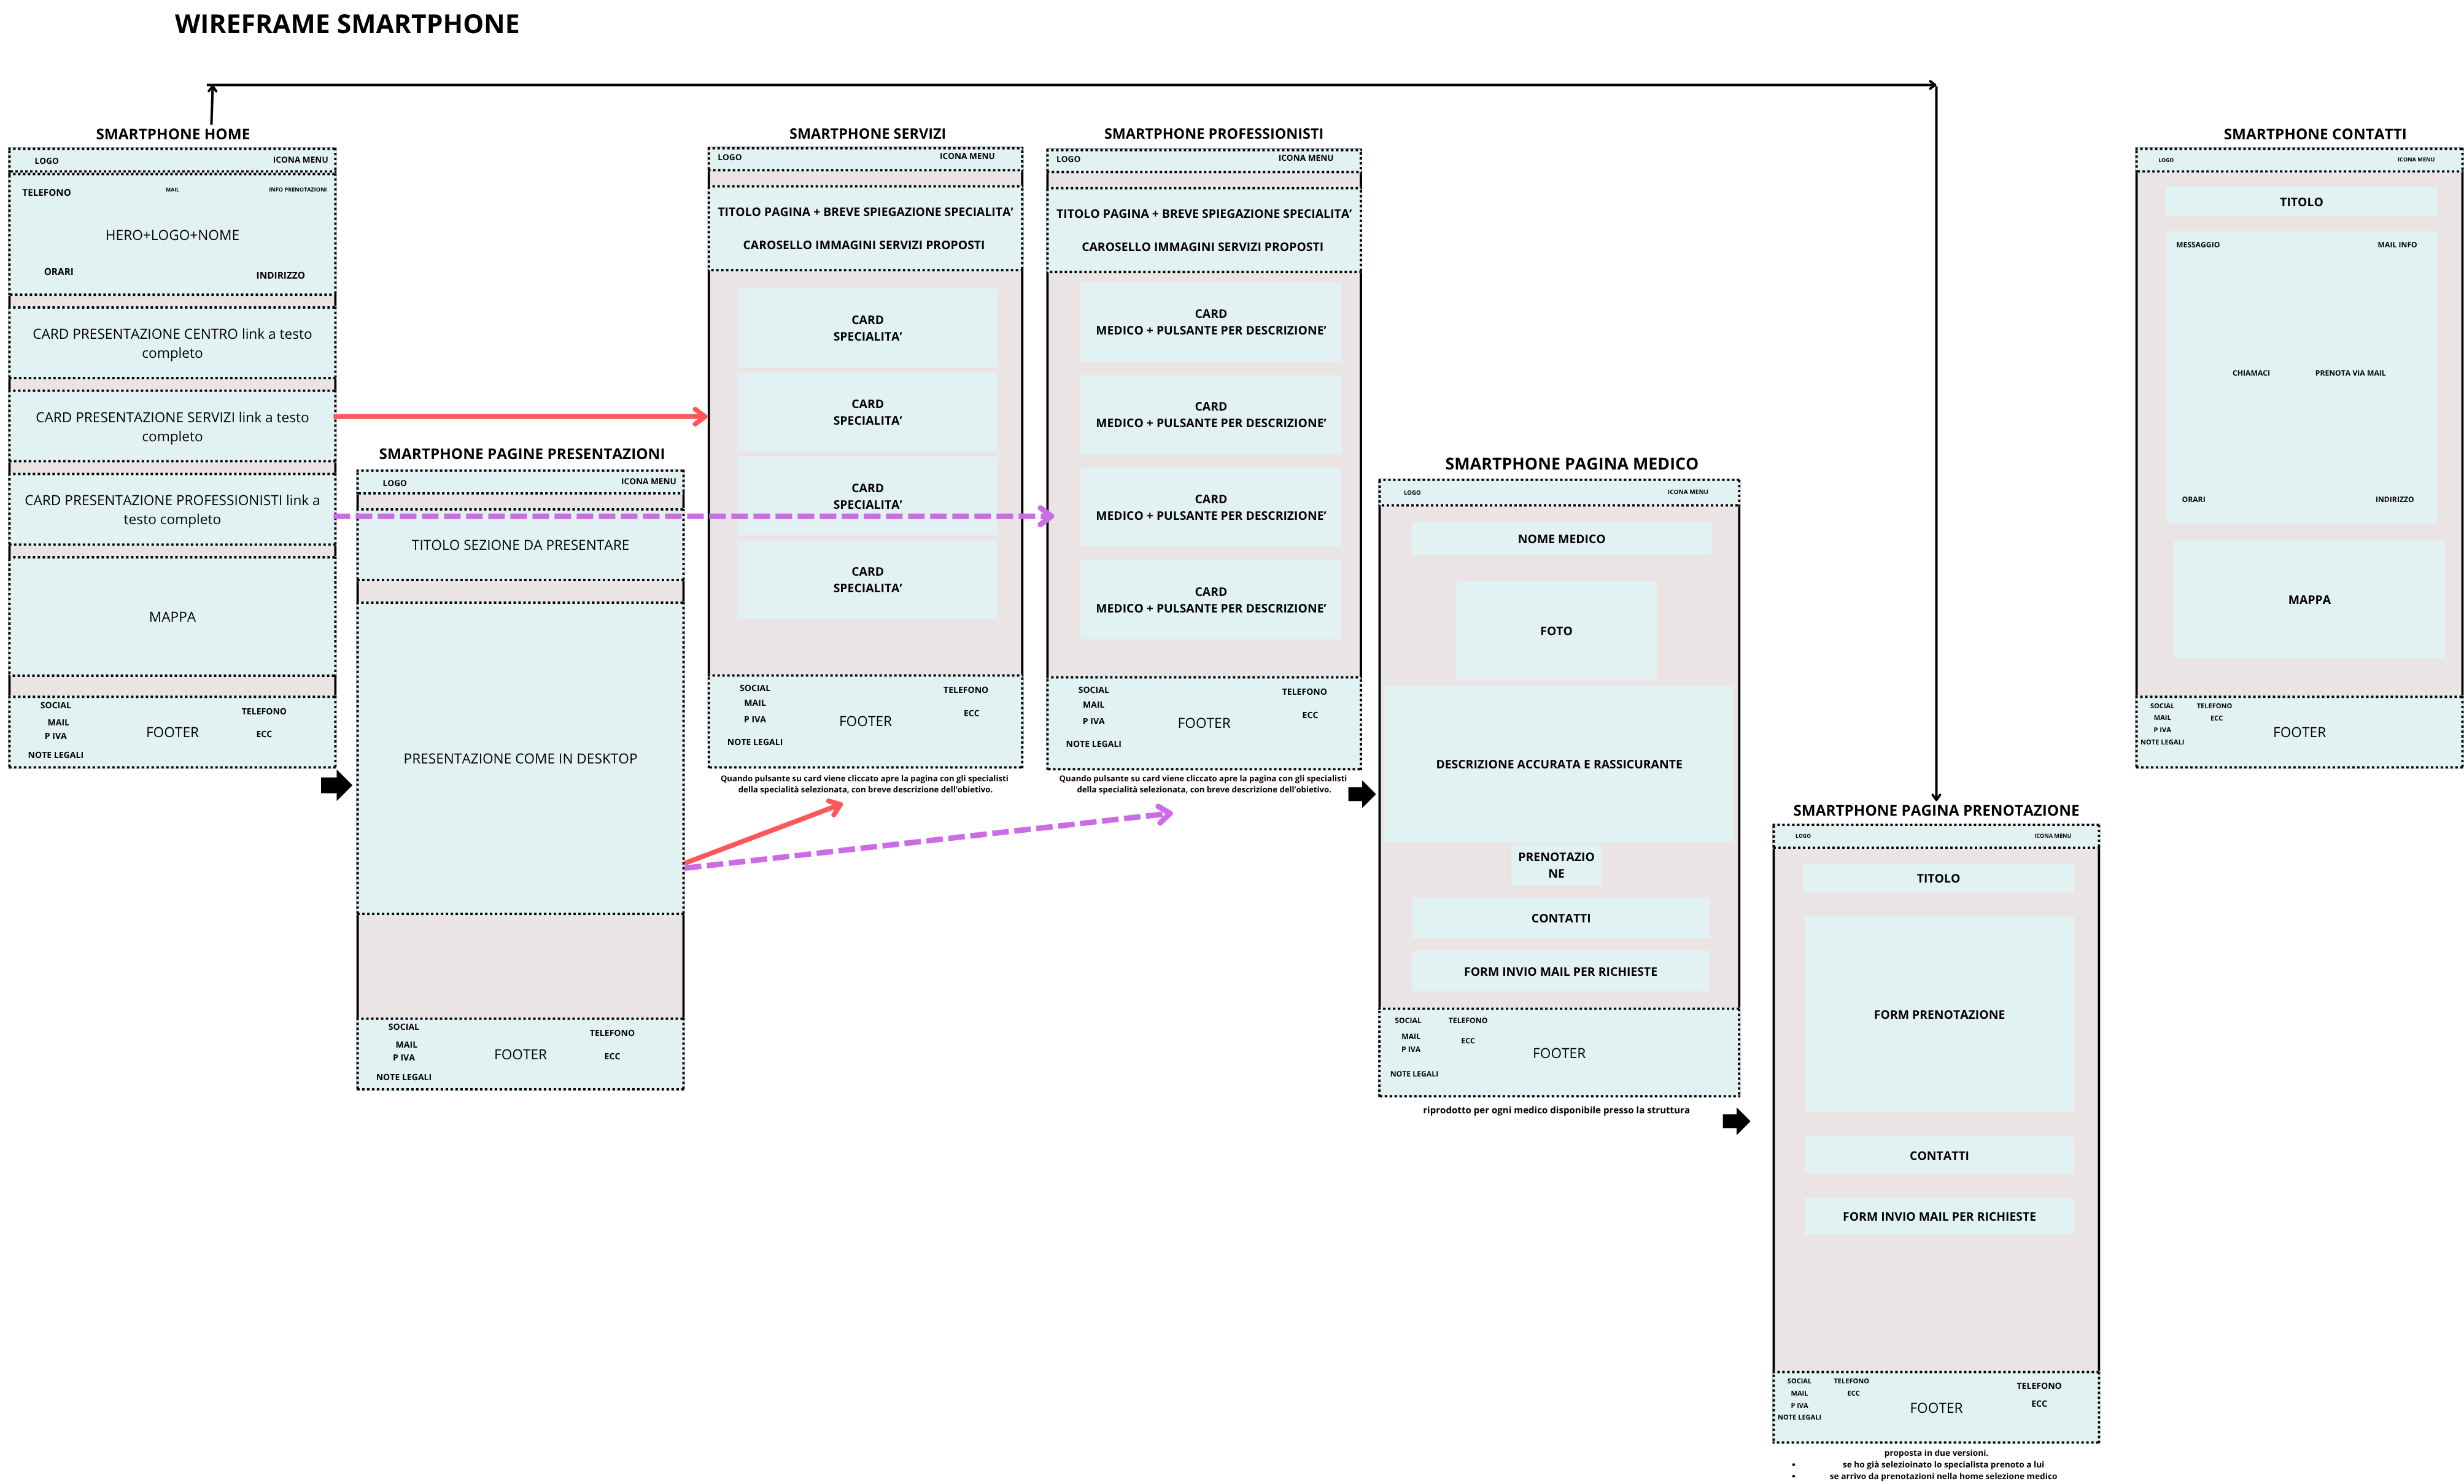 WIREFRAME SMARTPHONE
SMARTPHONE HOME
LOGO
ICONA MENU
TELEFONO
MAIL
INFO PRENOTAZIONI
HERO+LOGO+NOME
ORARI
INDIRIZZO
CARD PRESENTAZIONE CENTRO link a testo
completo
CARD PRESENTAZIONE SERVIZI link a testo
completo
CARD PRESENTAZIONE PROFESSIONISTI link a
testo completo
MAPPA
SOCIAL
MAIL
P IVA
NOTE LEGALI
FOOTER
TELEFONO
ECC
SMARTPHONE PAGINE PRESENTAZIONI
LOGO
ICONA MENU
TITOLO SEZIONE DA PRESENTARE
PRESENTAZIONE COME IN DESKTOP
SOCIAL
MAIL
P IVA
NOTE LEGALI
FOOTER
TELEFONO
ECC
SMARTPHONE SERVIZI
LOGO
ICONA MENU
TITOLO PAGINA + BREVE SPIEGAZIONE SPECIALITA’
CAROSELLO IMMAGINI SERVIZI PROPOSTI
CARD
SPECIALITA’
CARD
SPECIALITA’
CARD
SPECIALITA’
CARD
SPECIALITA’
SOCIAL
MAIL
P IVA
NOTE LEGALI
FOOTER
TELEFONO
ECC
Quando pulsante su card viene cliccato apre la pagina con gli specialisti
della specialità selezionata, con breve descrizione dell’obietivo.
SMARTPHONE PROFESSIONISTI
LOGO
ICONA MENU
TITOLO PAGINA + BREVE SPIEGAZIONE SPECIALITA’
CAROSELLO IMMAGINI SERVIZI PROPOSTI
CARD
MEDICO + PULSANTE PER DESCRIZIONE’
CARD
MEDICO + PULSANTE PER DESCRIZIONE’
CARD
MEDICO + PULSANTE PER DESCRIZIONE’
CARD
MEDICO + PULSANTE PER DESCRIZIONE’
SOCIAL
MAIL
P IVA
NOTE LEGALI
FOOTER
TELEFONO
ECC
Quando pulsante su card viene cliccato apre la pagina con gli specialisti
della specialità selezionata, con breve descrizione dell’obietivo.
SMARTPHONE PAGINA MEDICO
LOGO
ICONA MENU
NOME MEDICO
FOTO
DESCRIZIONE ACCURATA E RASSICURANTE
PRENOTAZIO
NE
CONTATTI
FORM INVIO MAIL PER RICHIESTE
SOCIAL
MAIL
P IVA
NOTE LEGALI
TELEFONO
ECC
FOOTER
riprodotto per ogni medico disponibile presso la struttura
SMARTPHONE PAGINA PRENOTAZIONE
LOGO
ICONA MENU
TITOLO
FORM PRENOTAZIONE
CONTATTI
FORM INVIO MAIL PER RICHIESTE
SOCIAL
MAIL
P IVA
NOTE LEGALI
TELEFONO
ECC
FOOTER
TELEFONO
ECC
proposta in due versioni.
• se ho già selezioinato lo specialista prenoto a lui
• se arrivo da prenotazioni nella home selezione medico
SMARTPHONE CONTATTI
LOGO
ICONA MENU
TITOLO
MESSAGGIO
MAIL INFO
CHIAMACI
PRENOTA VIA MAIL
ORARI
INDIRIZZO
MAPPA
SOCIAL
MAIL
P IVA
NOTE LEGALI
TELEFONO
ECC
FOOTER